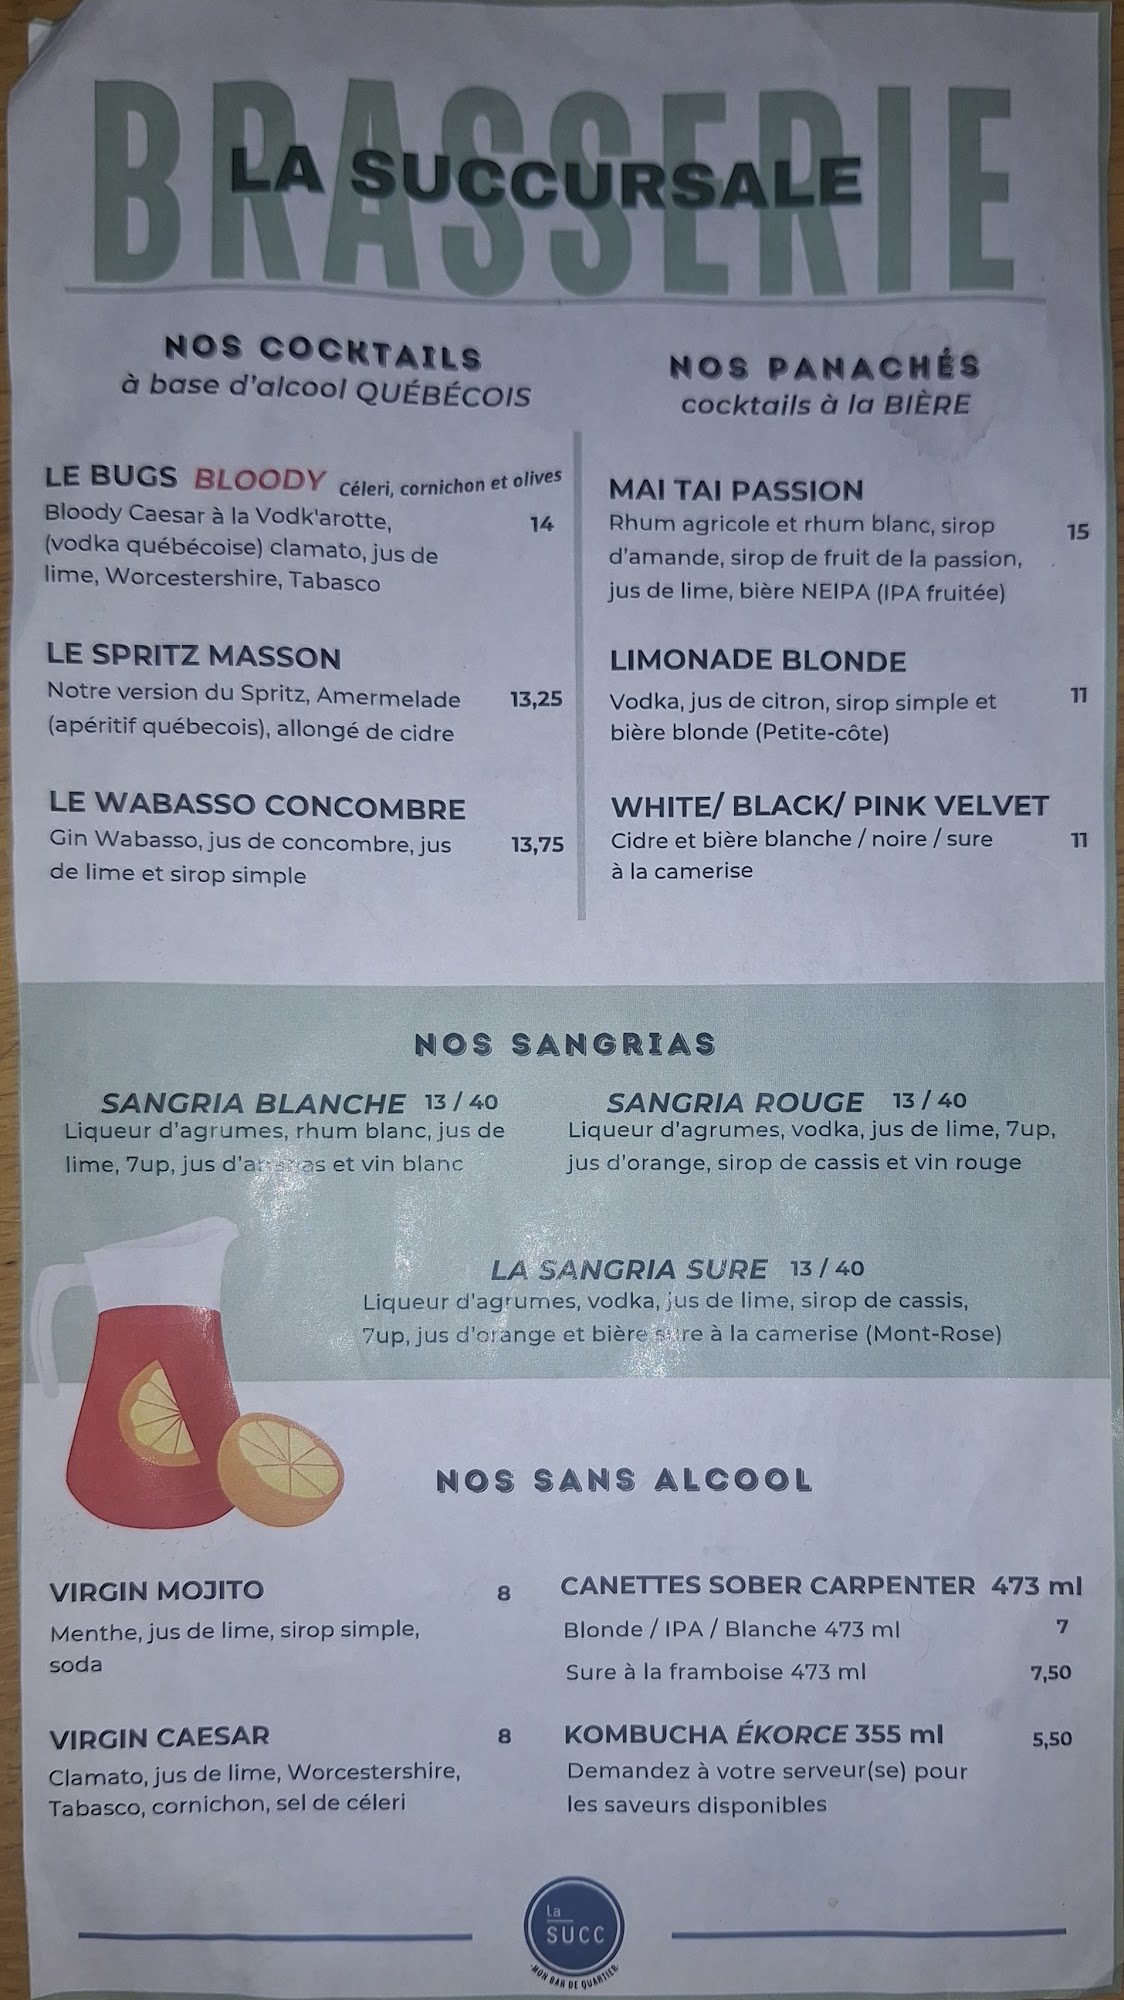 BRASSERIE
LA SUCCURSALE
NOS COCKTAILS
à base d'alcool QUÉBÉCOIS
LE BUGS BLOODY Céleri, cornichon et olives
Bloody Caesar à la Vodk'arotte, 14
(vodka québécoise) clamato, jus de
lime, Worcestershire, Tabasco
LE SPRITZ MASSON
Notre version du Spritz, Amermelade 13,25
(apéritif québecois), allongé de cidre
LE WABASSO CONCOMBRE
Gin Wabasso, jus de concombre, jus 13,75
de lime et sirop simple
NOS PANACHÉS
cocktails à la BIÈRE
MAI TAI PASSION
Rhum agricole et rhum blanc, sirop 15
d'amande, sirop de fruit de la passion,
jus de lime, bière NEIPA (IPA fruitée)
LIMONADE BLONDE
Vodka, jus de citron, sirop simple et 11
bière blonde (Petite-côte)
WHITE/ BLACK/ PINK VELVET
Cidre et bière blanche / noire / sure 11
à la camerise
NOS SANGRIAS
SANGRIA BLANCHE 13 / 40
Liqueur d'agrumes, rhum blanc, jus de
lime, 7up, jus d'ananas et vin blanc
SANGRIA ROUGE 13 / 40
Liqueur d'agrumes, vodka, jus de lime, 7up,
jus d'orange, sirop de cassis et vin rouge
LA SANGRIA SURE 13 / 40
Liqueur d'agrumes, vodka, jus de lime, sirop de cassis,
7up, jus d'orange et bière sure à la camerise (Mont-Rose)
NOS SANS ALCOOL
VIRGIN MOJITO 8
Menthe, jus de lime, sirop simple,
soda
VIRGIN CAESAR 8
Clamato, jus de lime, Worcestershire,
Tabasco, cornichon, sel de céleri
CANETTES SOBER CARPENTER 473 ml
Blonde / IPA / Blanche 473 ml 7
Sure à la framboise 473 ml 7,50
KOMBUCHA ÉKORCE 355 ml 5,50
Demandez à votre serveur(se) pour
les saveurs disponibles
La
SUCC
·MON BAR DE QUARTIER·